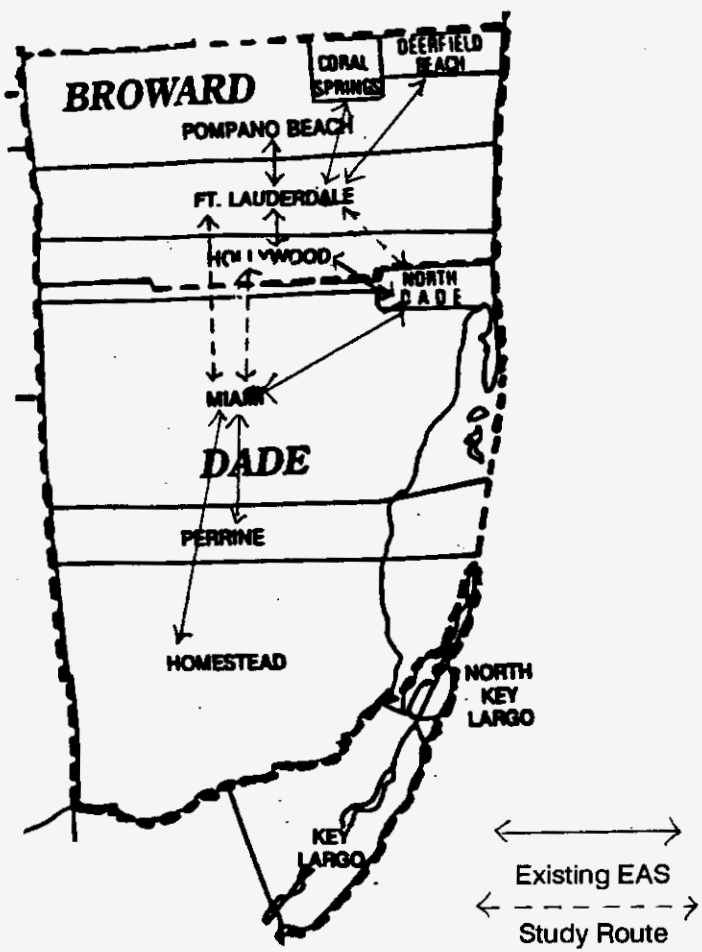 DEERFIELD
BEACH
CORAL
SPRINGS
BROWARD
POMPANO BEACH
FT. LAUDERDALE
HOLLYWOOD
NORTH
DADE
MIAMI
DADE
PERRINE
HOMESTEAD
NORTH
KEY
LARGO
KEY
LARGO
Existing EAS
Study Route